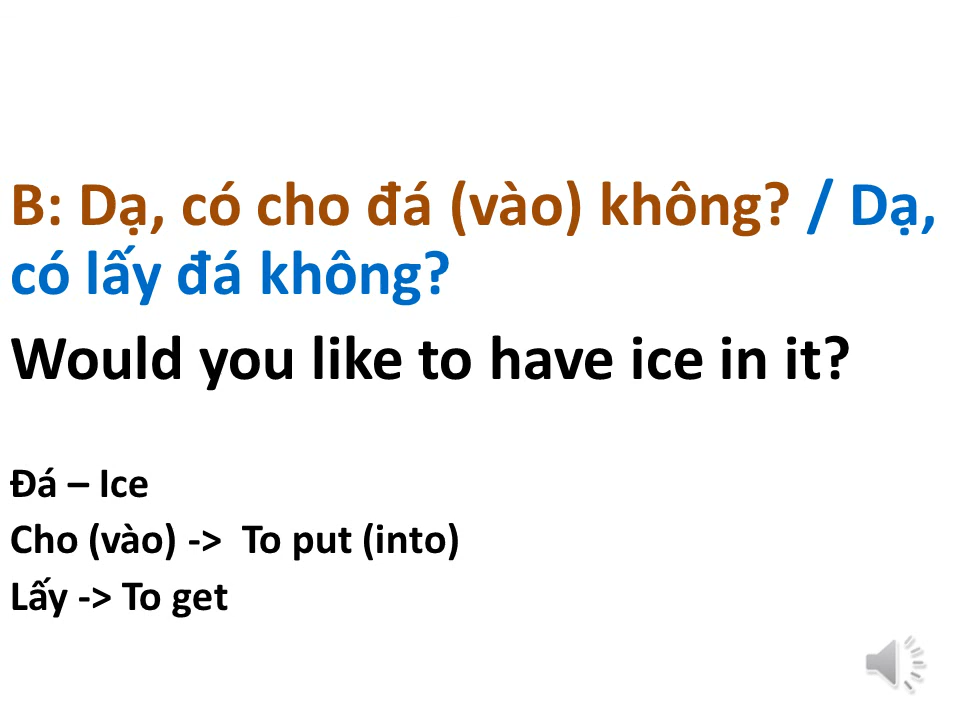 B: Dạ, có cho đá (vào) không? / Dạ,
có lấy đá không?
Would you like to have ice in it?
Đá – Ice
Cho (vào) -> To put (into)
Lấy -> To get